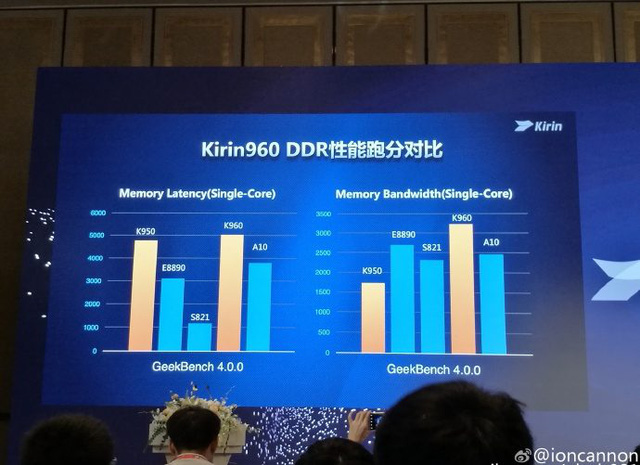 Kirin
Kirin960 DDR性能跑分对比
Memory Latency(Single-Core)
6000
5000
4000
3000
2000
1000
0
K950
E8890
S821
K960
A10
GeekBench 4.0.0
Memory Bandwidth(Single-Core)
3500
3000
2500
2000
1500
1000
500
0
K950
E8890
S821
K960
A10
GeekBench 4.0.0
@ioncannon